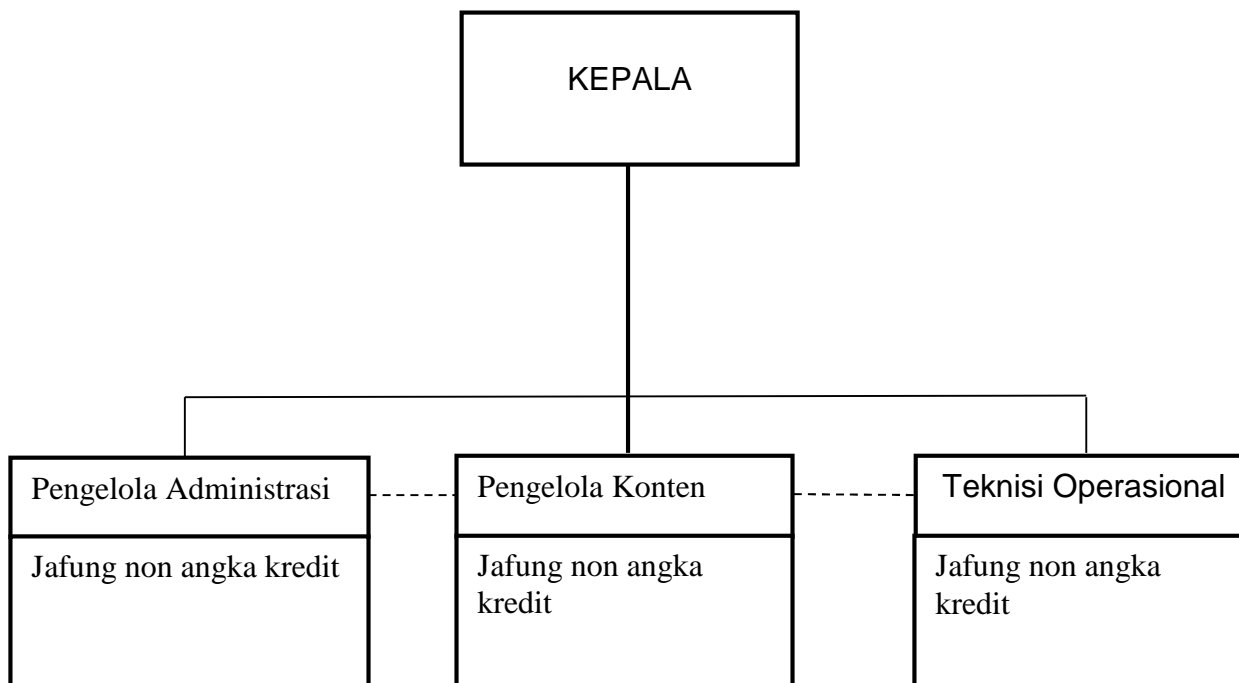 KEPALA
Pengelola Administrasi
Pengelola Konten
Teknisi Operasional
Jafung non angka kredit
Jafung non angka
kredit
Jafung non angka
kredit